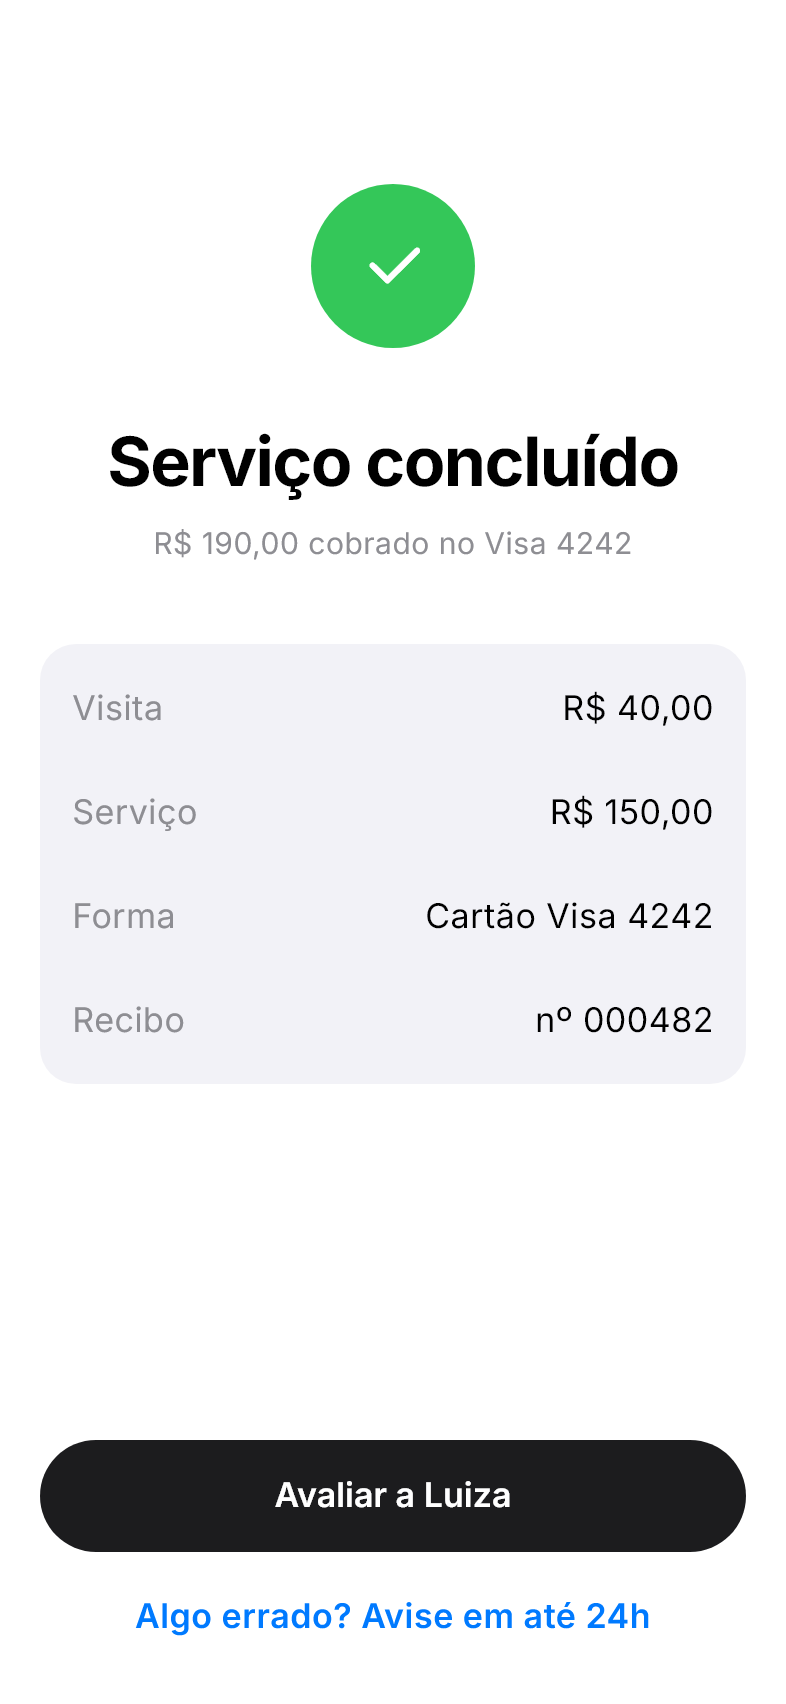 Serviço concluído
R$ 190,00 cobrado no Visa 4242
Visita R$ 40,00
Serviço R$ 150,00
Forma Cartão Visa 4242
Recibo nº 000482
Avaliar a Luiza
Algo errado? Avise em até 24h